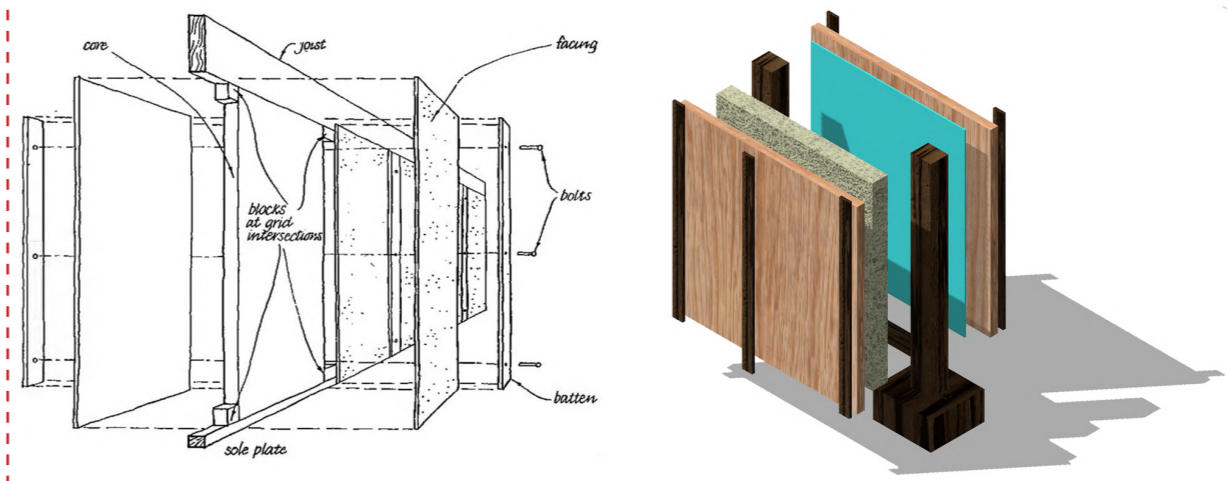 core
joist
facing
blocks
at grid
intersections
bolts
batten
sole plate